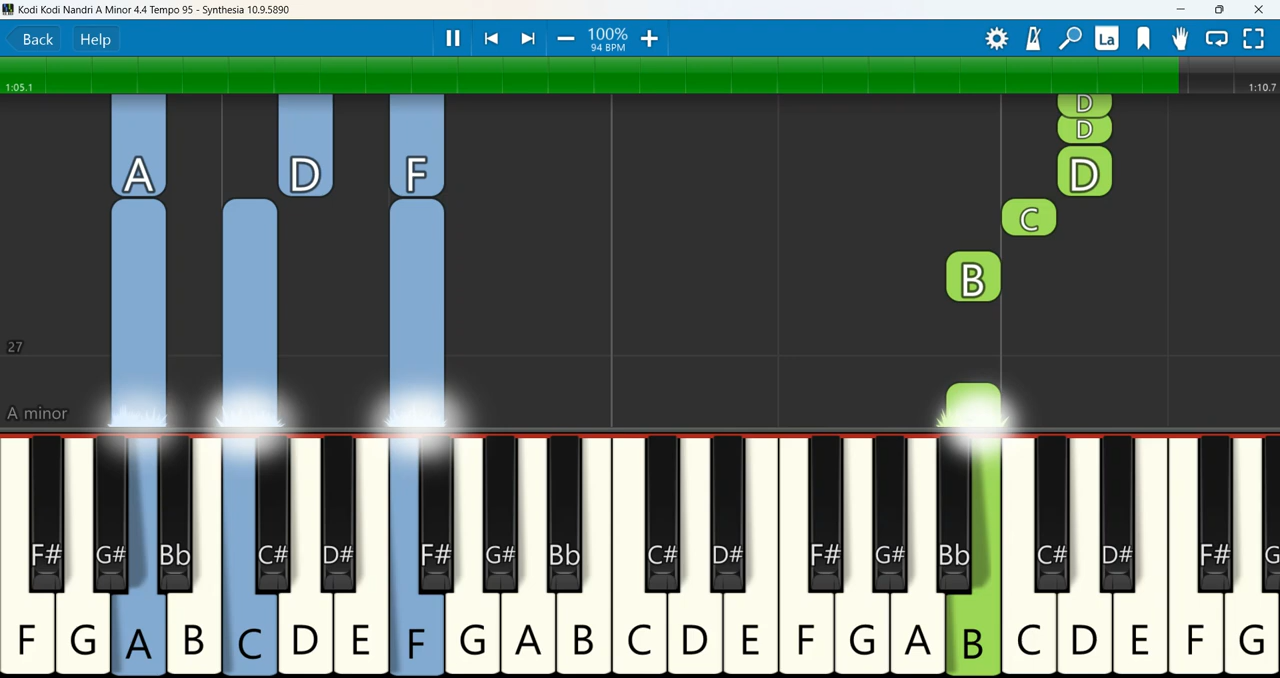 Kodi Kodi Nandri A Minor 4.4 Tempo 95 - Synthesia 10.9.5890
Back Help 100% La
94 BPM
1:05.1 1:10.7
D
D
A D F D
C
B
27
A minor
F# G# Bb C# D# F# G# Bb C# D# F# G# Bb C# D# F# G
F G A B C D E F G A B C D E F G A B C D E F G